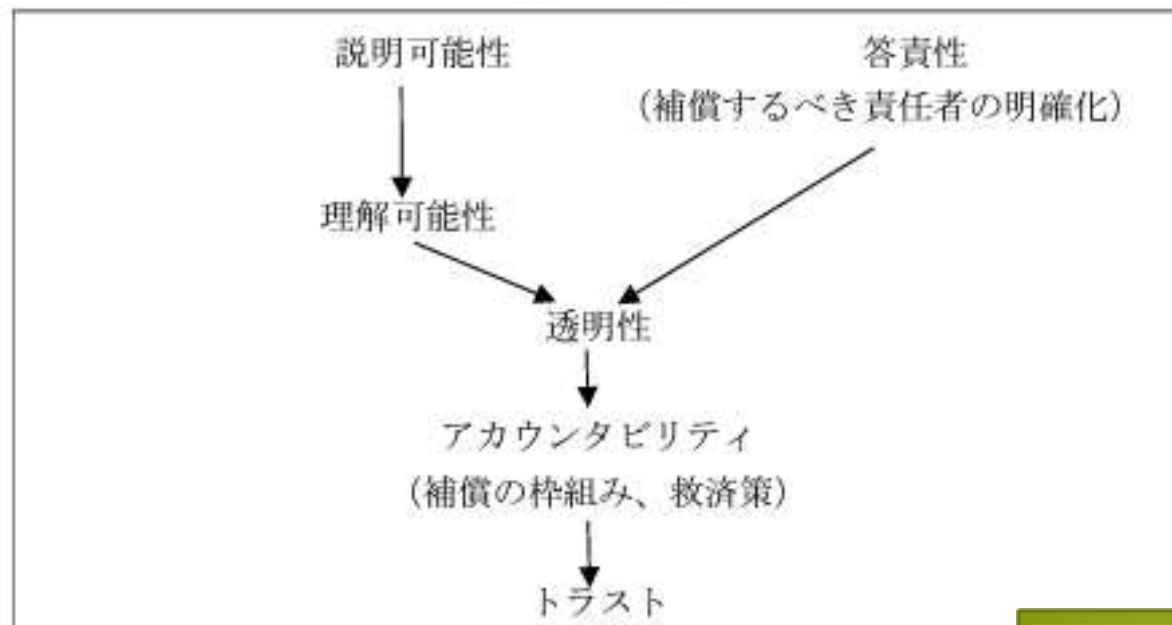 説明可能性
答責性
（補償するべき責任者の明確化）
理解可能性
透明性
アカウンタビリティ
（補償の枠組み、救済策）
トラスト